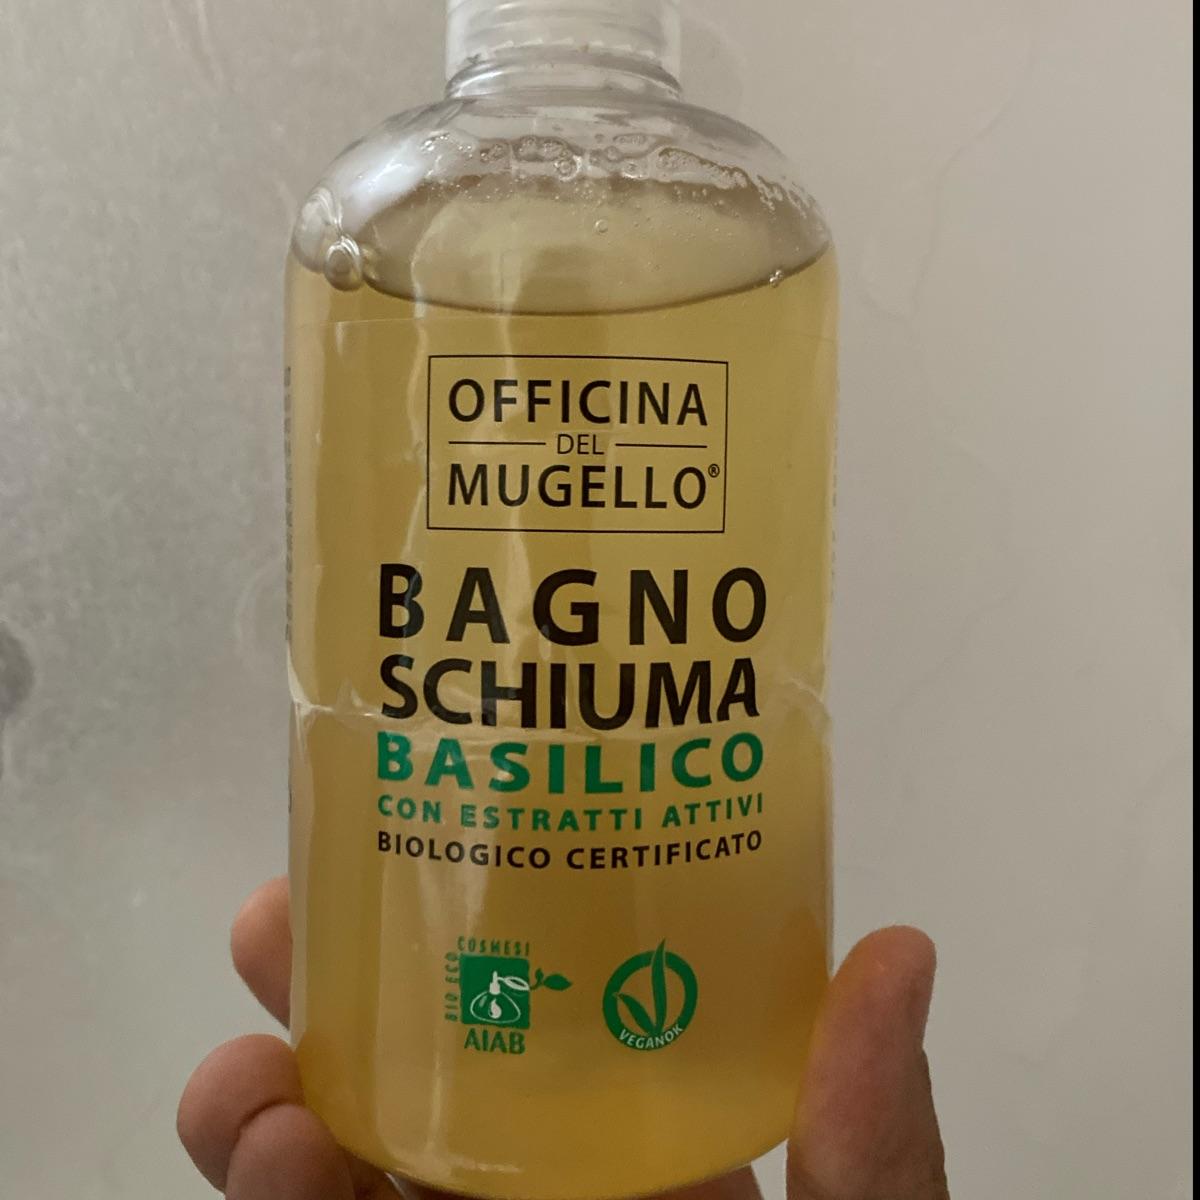 OFFICINA
DEL
MUGELLO®
BAGNO
SCHIUMA
BASILICO
CON ESTRATTI ATTIVI
BIOLOGICO CERTIFICATO
BIO ECO COSMESI
AIAB
VEGANOK